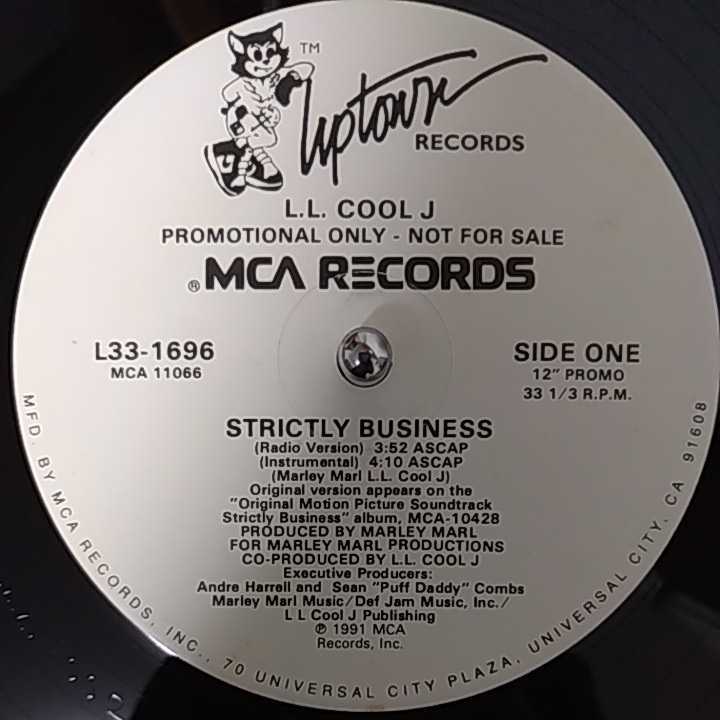 TM
Uptown
RECORDS
L.L. COOL J
PROMOTIONAL ONLY - NOT FOR SALE
® MCA RECORDS
L33-1696
MCA 11066
SIDE ONE
12" PROMO
33 1/3 R.P.M.
STRICTLY BUSINESS
(Radio Version) 3:52 ASCAP
(Instrumental) 4:10 ASCAP
(Marley Marl L.L. Cool J)
Original version appears on the
"Original Motion Picture Soundtrack
Strictly Business" album, MCA-10428
PRODUCED BY MARLEY MARL
FOR MARLEY MARL PRODUCTIONS
CO-PRODUCED BY L.L. COOL J
Executive Producers:
Andre Harrell and Sean "Puff Daddy" Combs
Marley Marl Music/Def Jam Music, Inc./
L L Cool J Publishing
℗ 1991 MCA
Records, Inc.
MFD. BY MCA RECORDS, INC., 70 UNIVERSAL CITY PLAZA, UNIVERSAL CITY, CA 91608